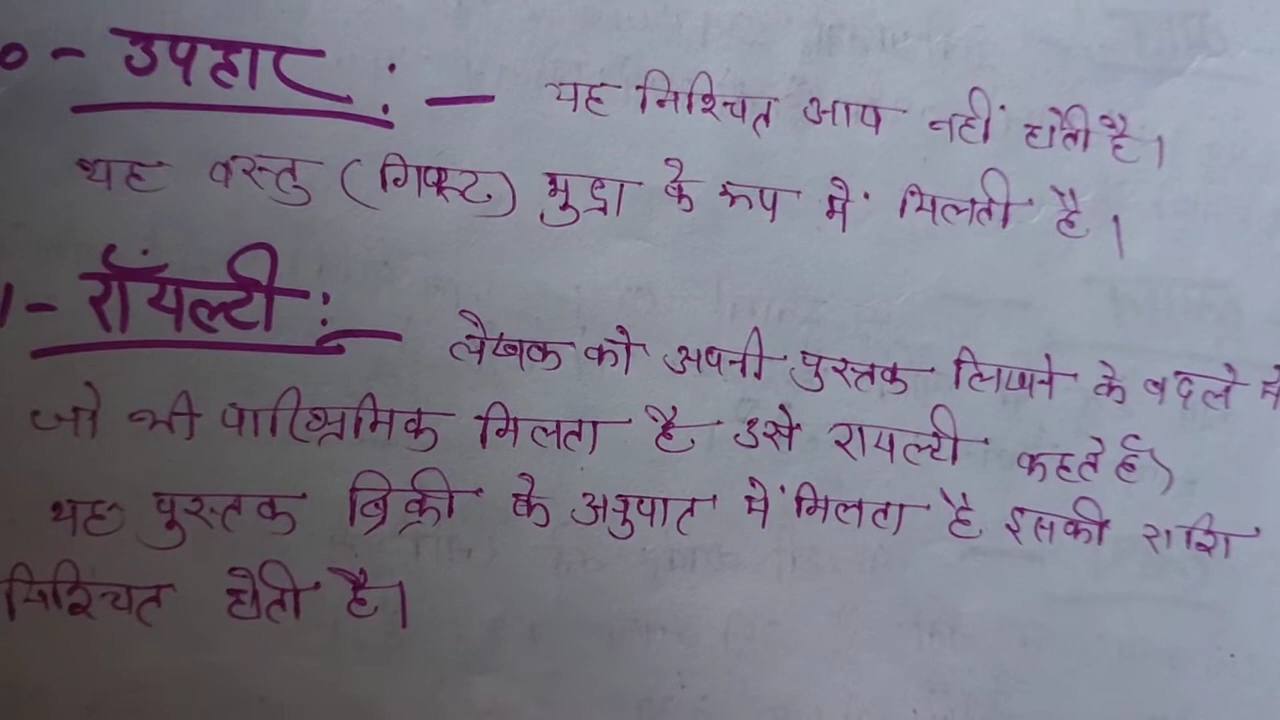 ०- उपहार :— यह निश्चित आय नहीं होती है।
यह वस्तु (गिफ्ट) मुद्रा के रूप में मिलती है।
1- रॉयल्टी :— लेखक को अपनी पुस्तक लिखने के बदले में
जो भी पारिश्रमिक मिलता है उसे रायल्टी कहते हैं
यह पुस्तक बिक्री के अनुपात में मिलता है इसकी राशि
निश्चित होती है।